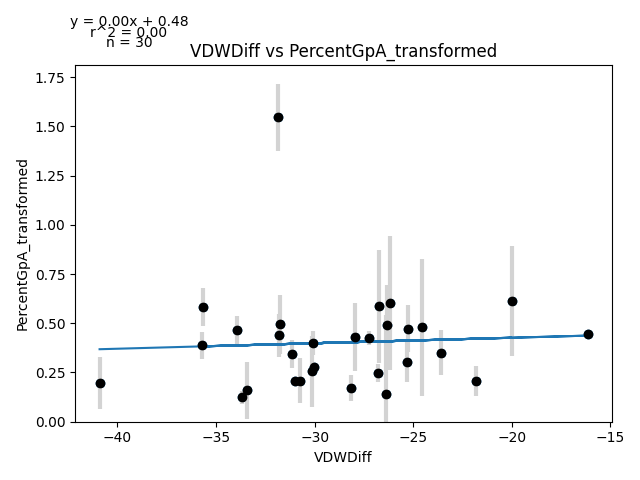 y = 0.00x + 0.48
r^2 = 0.00
n = 30
VDWDiff vs PercentGpA_transformed
1.75
1.50
1.25
1.00
0.75
0.50
0.25
0.00
PercentGpA_transformed
−40
−35
−30
−25
−20
−15
VDWDiff